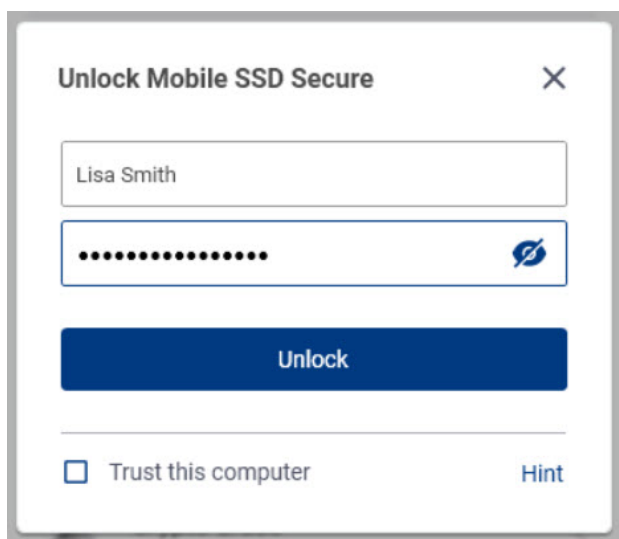 Unlock Mobile SSD Secure
Lisa Smith
••••••••••••••••
Unlock
Trust this computer
Hint